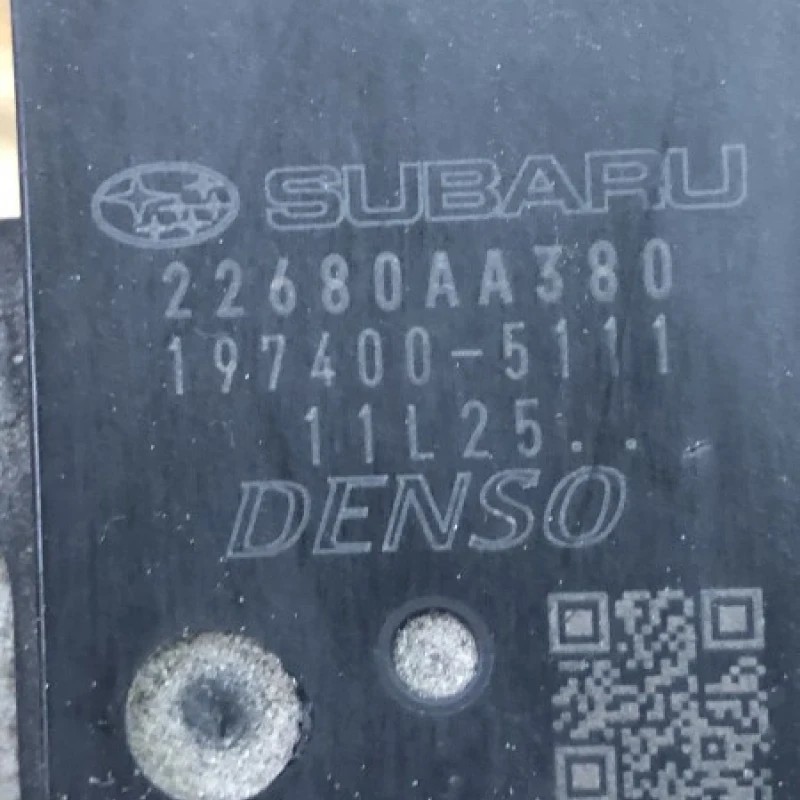 SUBARU
22680AA380
197400-5111
11L25..
DENSO